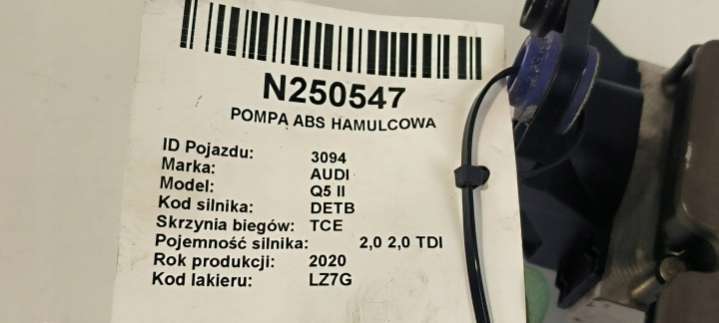 N250547
POMPA ABS HAMULCOWA
ID Pojazdu: 3094
Marka: AUDI
Model: Q5 II
Kod silnika: DETB
Skrzynia biegów: TCE
Pojemność silnika: 2,0 2,0 TDI
Rok produkcji: 2020
Kod lakieru: LZ7G